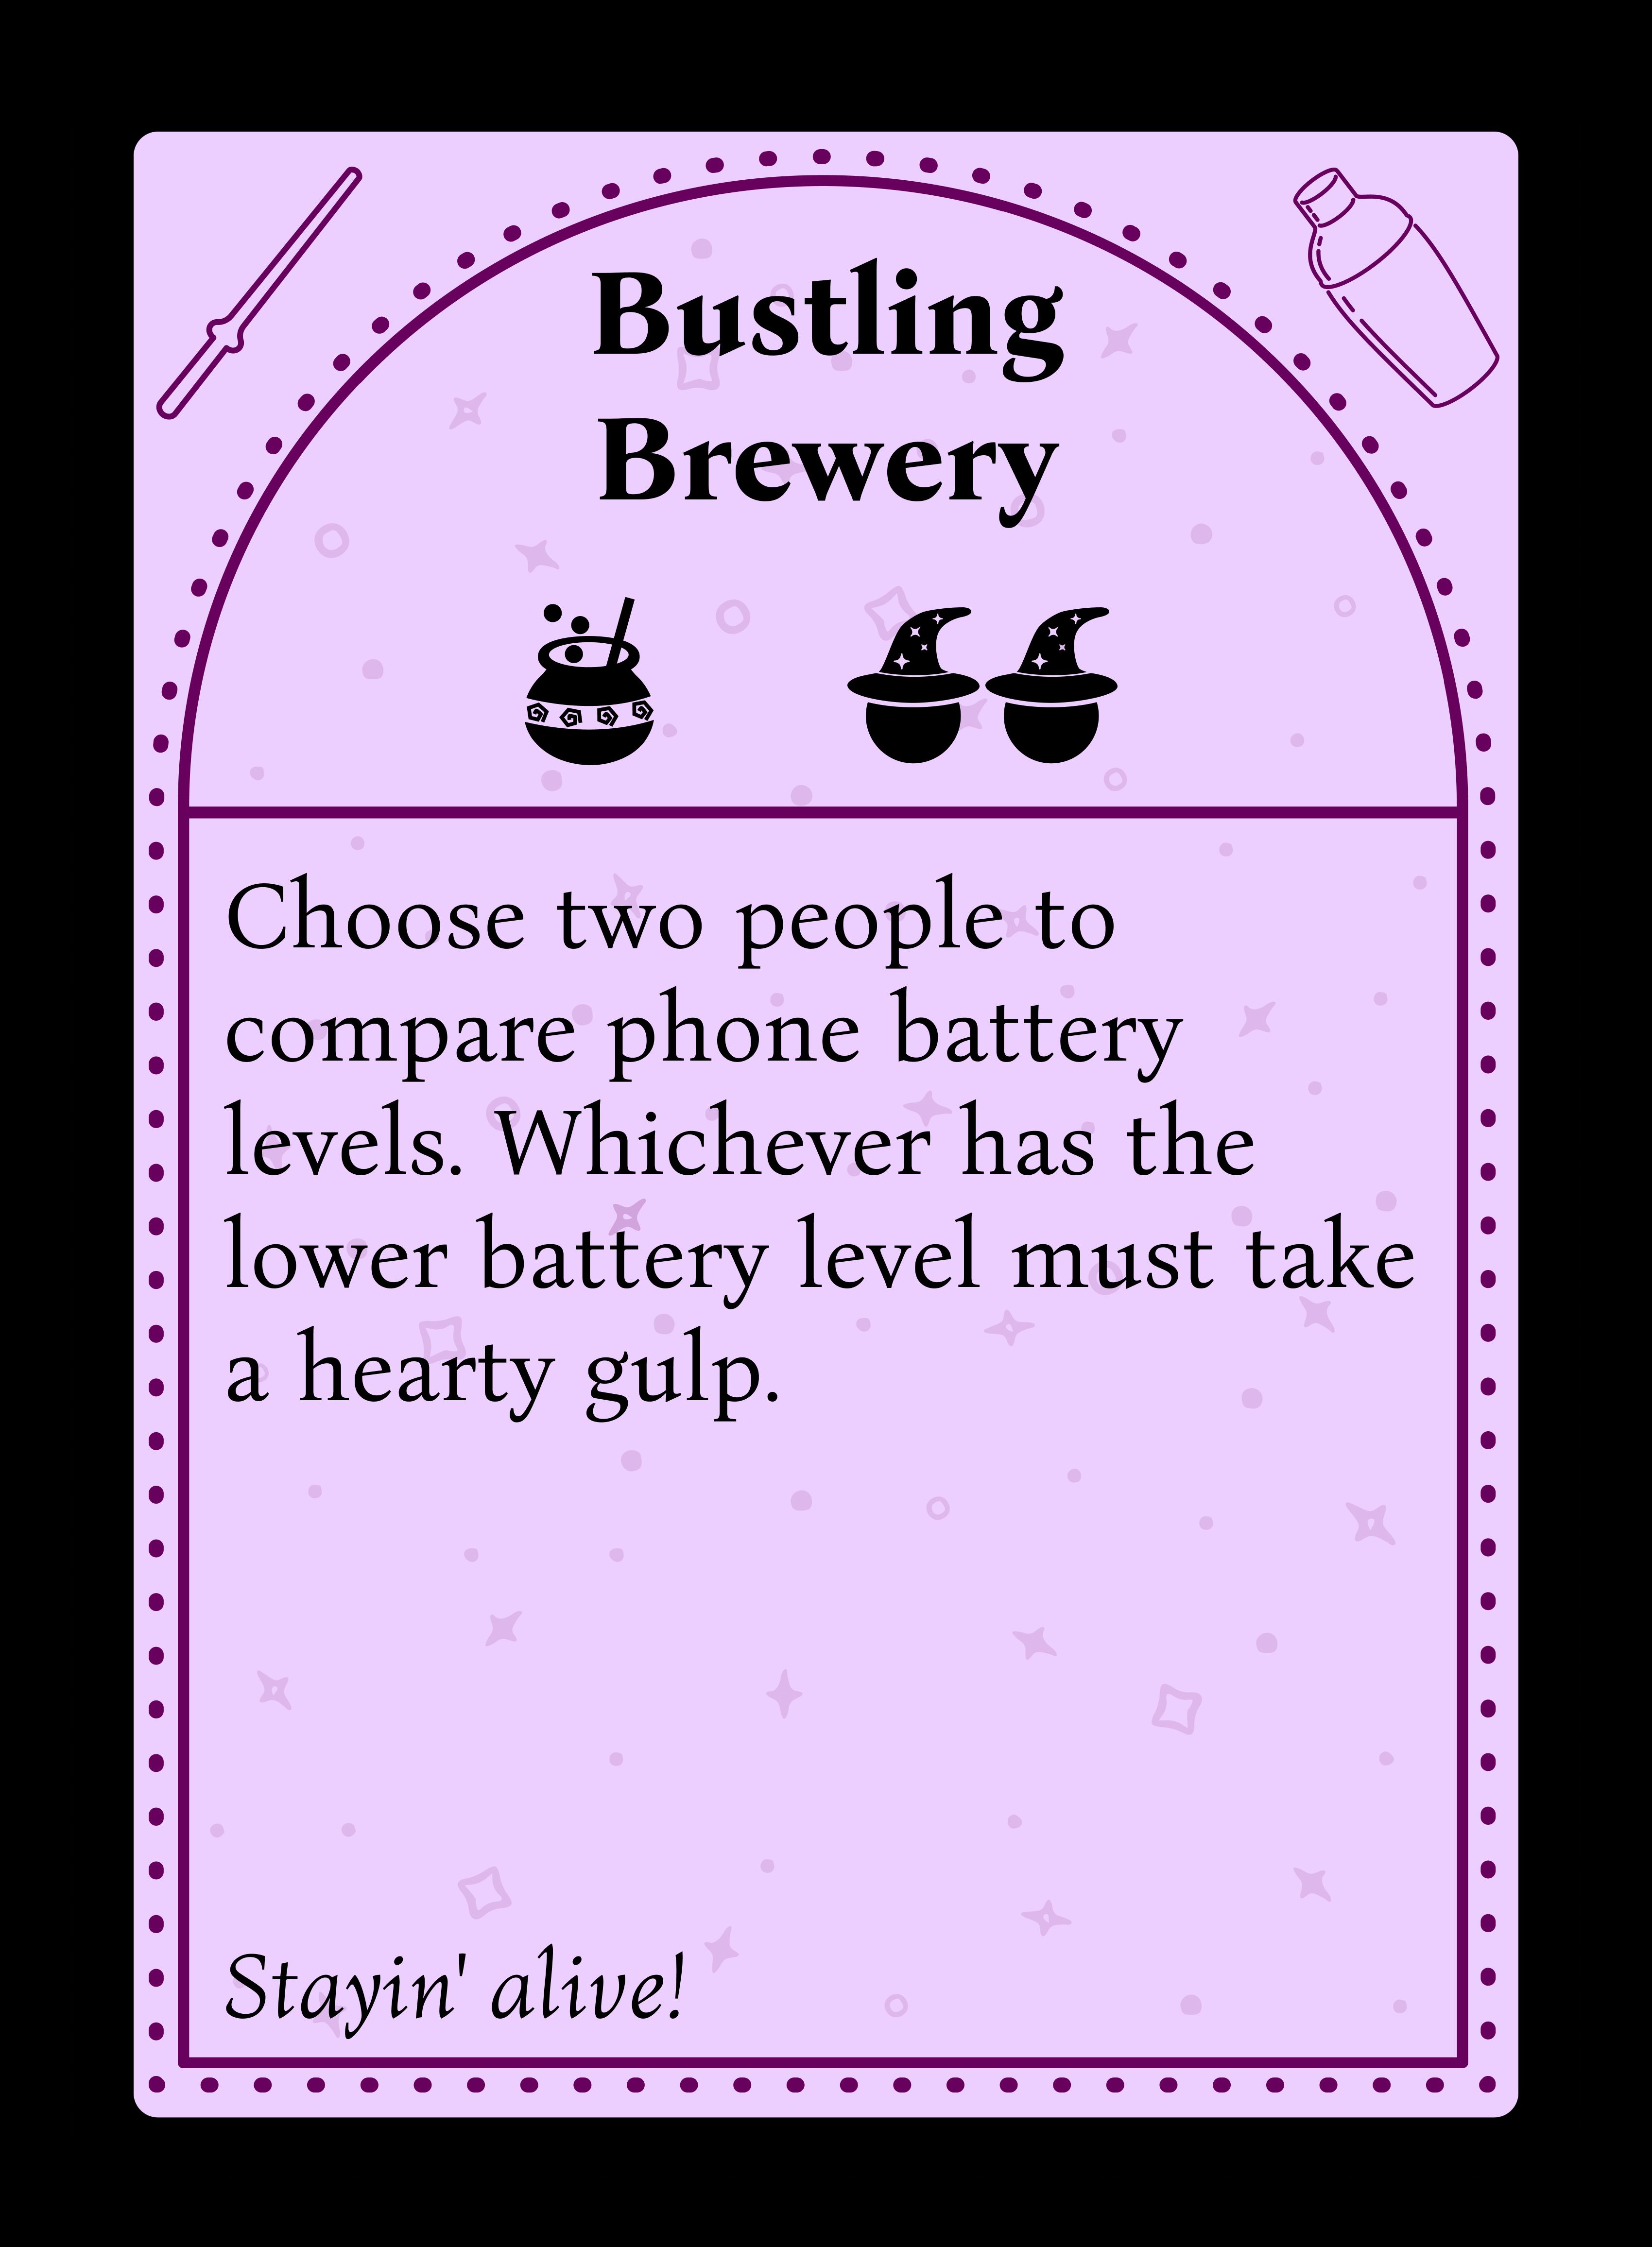 Bustling
Brewery
Choose two people to
compare phone battery
levels. Whichever has the
lower battery level must take
a hearty gulp.
Stayin' alive!